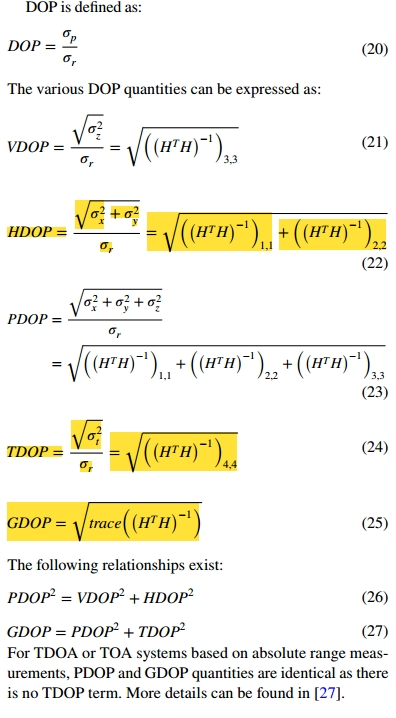 DOP is defined as:
DOP = σ_p / σ_r (20)
The various DOP quantities can be expressed as:
VDOP = √(σ_z^2) / σ_r = √(((H^T H)^−1)_3,3) (21)
HDOP = √(σ_x^2 + σ_y^2) / σ_r = √(((H^T H)^−1)_1,1 + ((H^T H)^−1)_2,2)
(22)
PDOP = √(σ_x^2 + σ_y^2 + σ_z^2) / σ_r
= √(((H^T H)^−1)_1,1 + ((H^T H)^−1)_2,2 + ((H^T H)^−1)_3,3)
(23)
TDOP = √(σ_t^2) / σ_r = √(((H^T H)^−1)_4,4) (24)
GDOP = √(trace((H^T H)^−1)) (25)
The following relationships exist:
PDOP^2 = VDOP^2 + HDOP^2 (26)
GDOP = PDOP^2 + TDOP^2 (27)
For TDOA or TOA systems based on absolute range meas-
urements, PDOP and GDOP quantities are identical as there
is no TDOP term. More details can be found in [27].